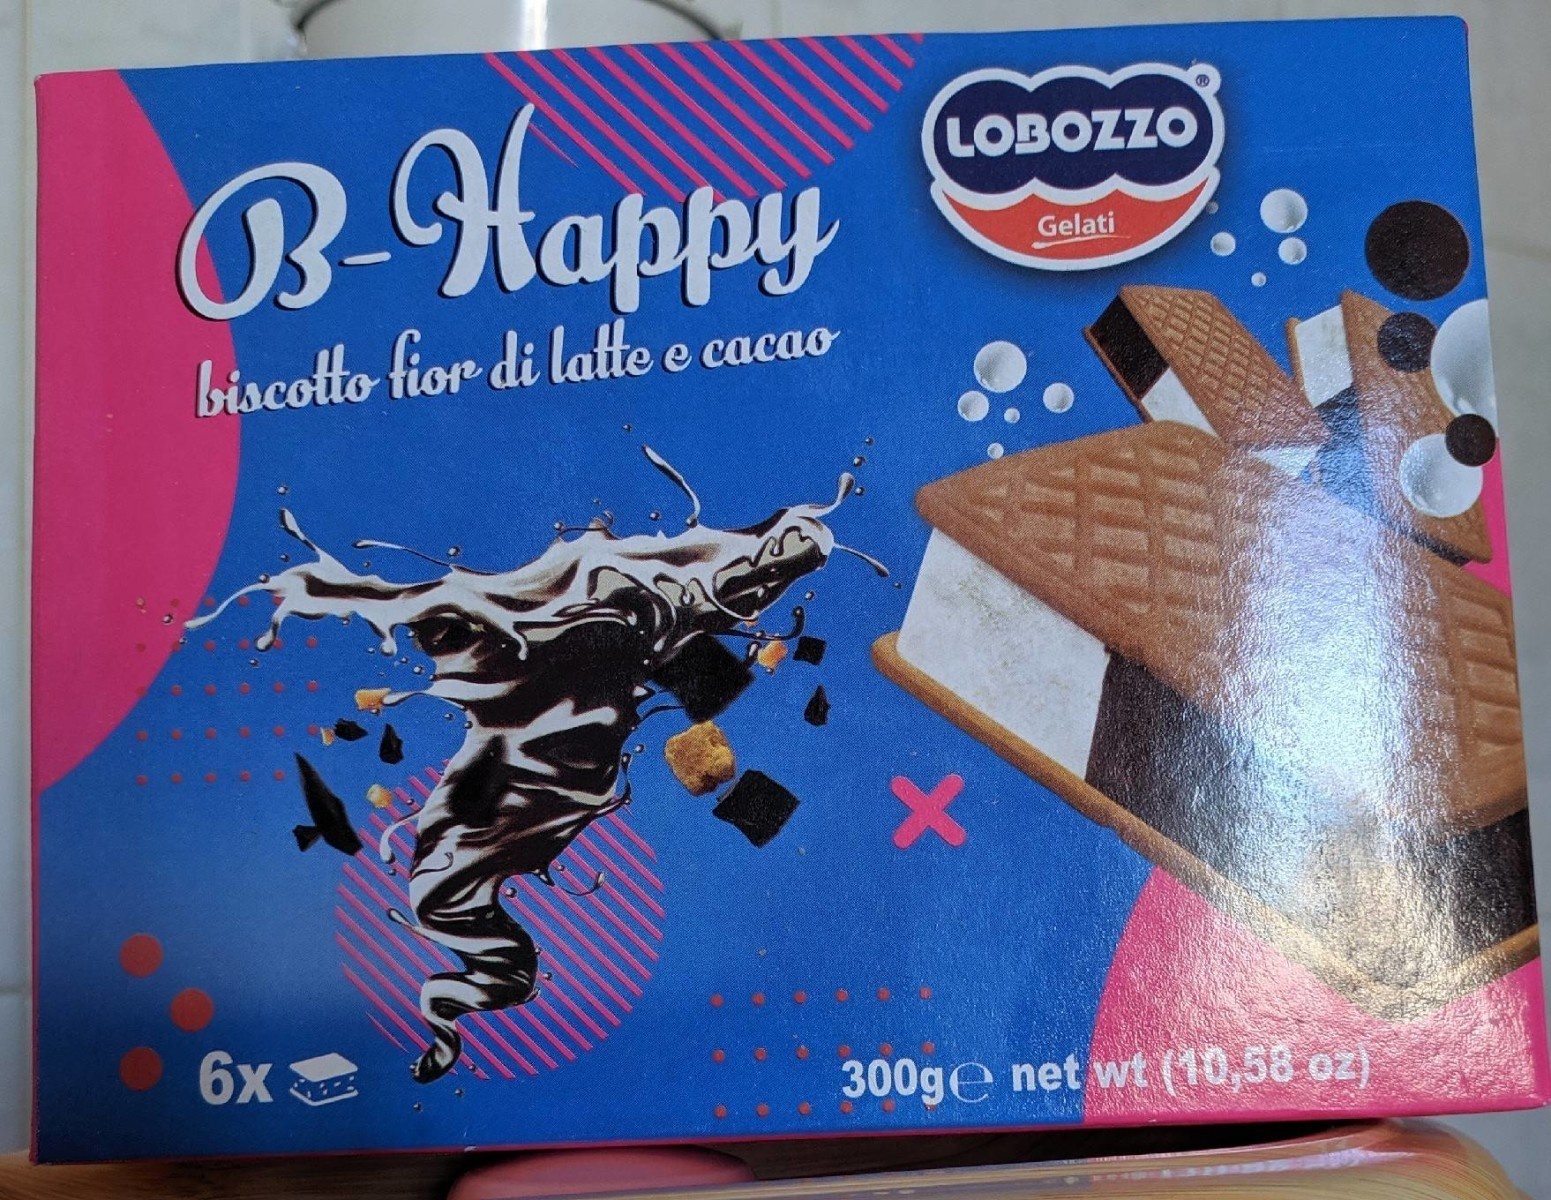 B-Happy
biscotto fior di latte e cacao
LOBOZZO®
Gelati
6x
300g℮ net wt (10,58 oz)